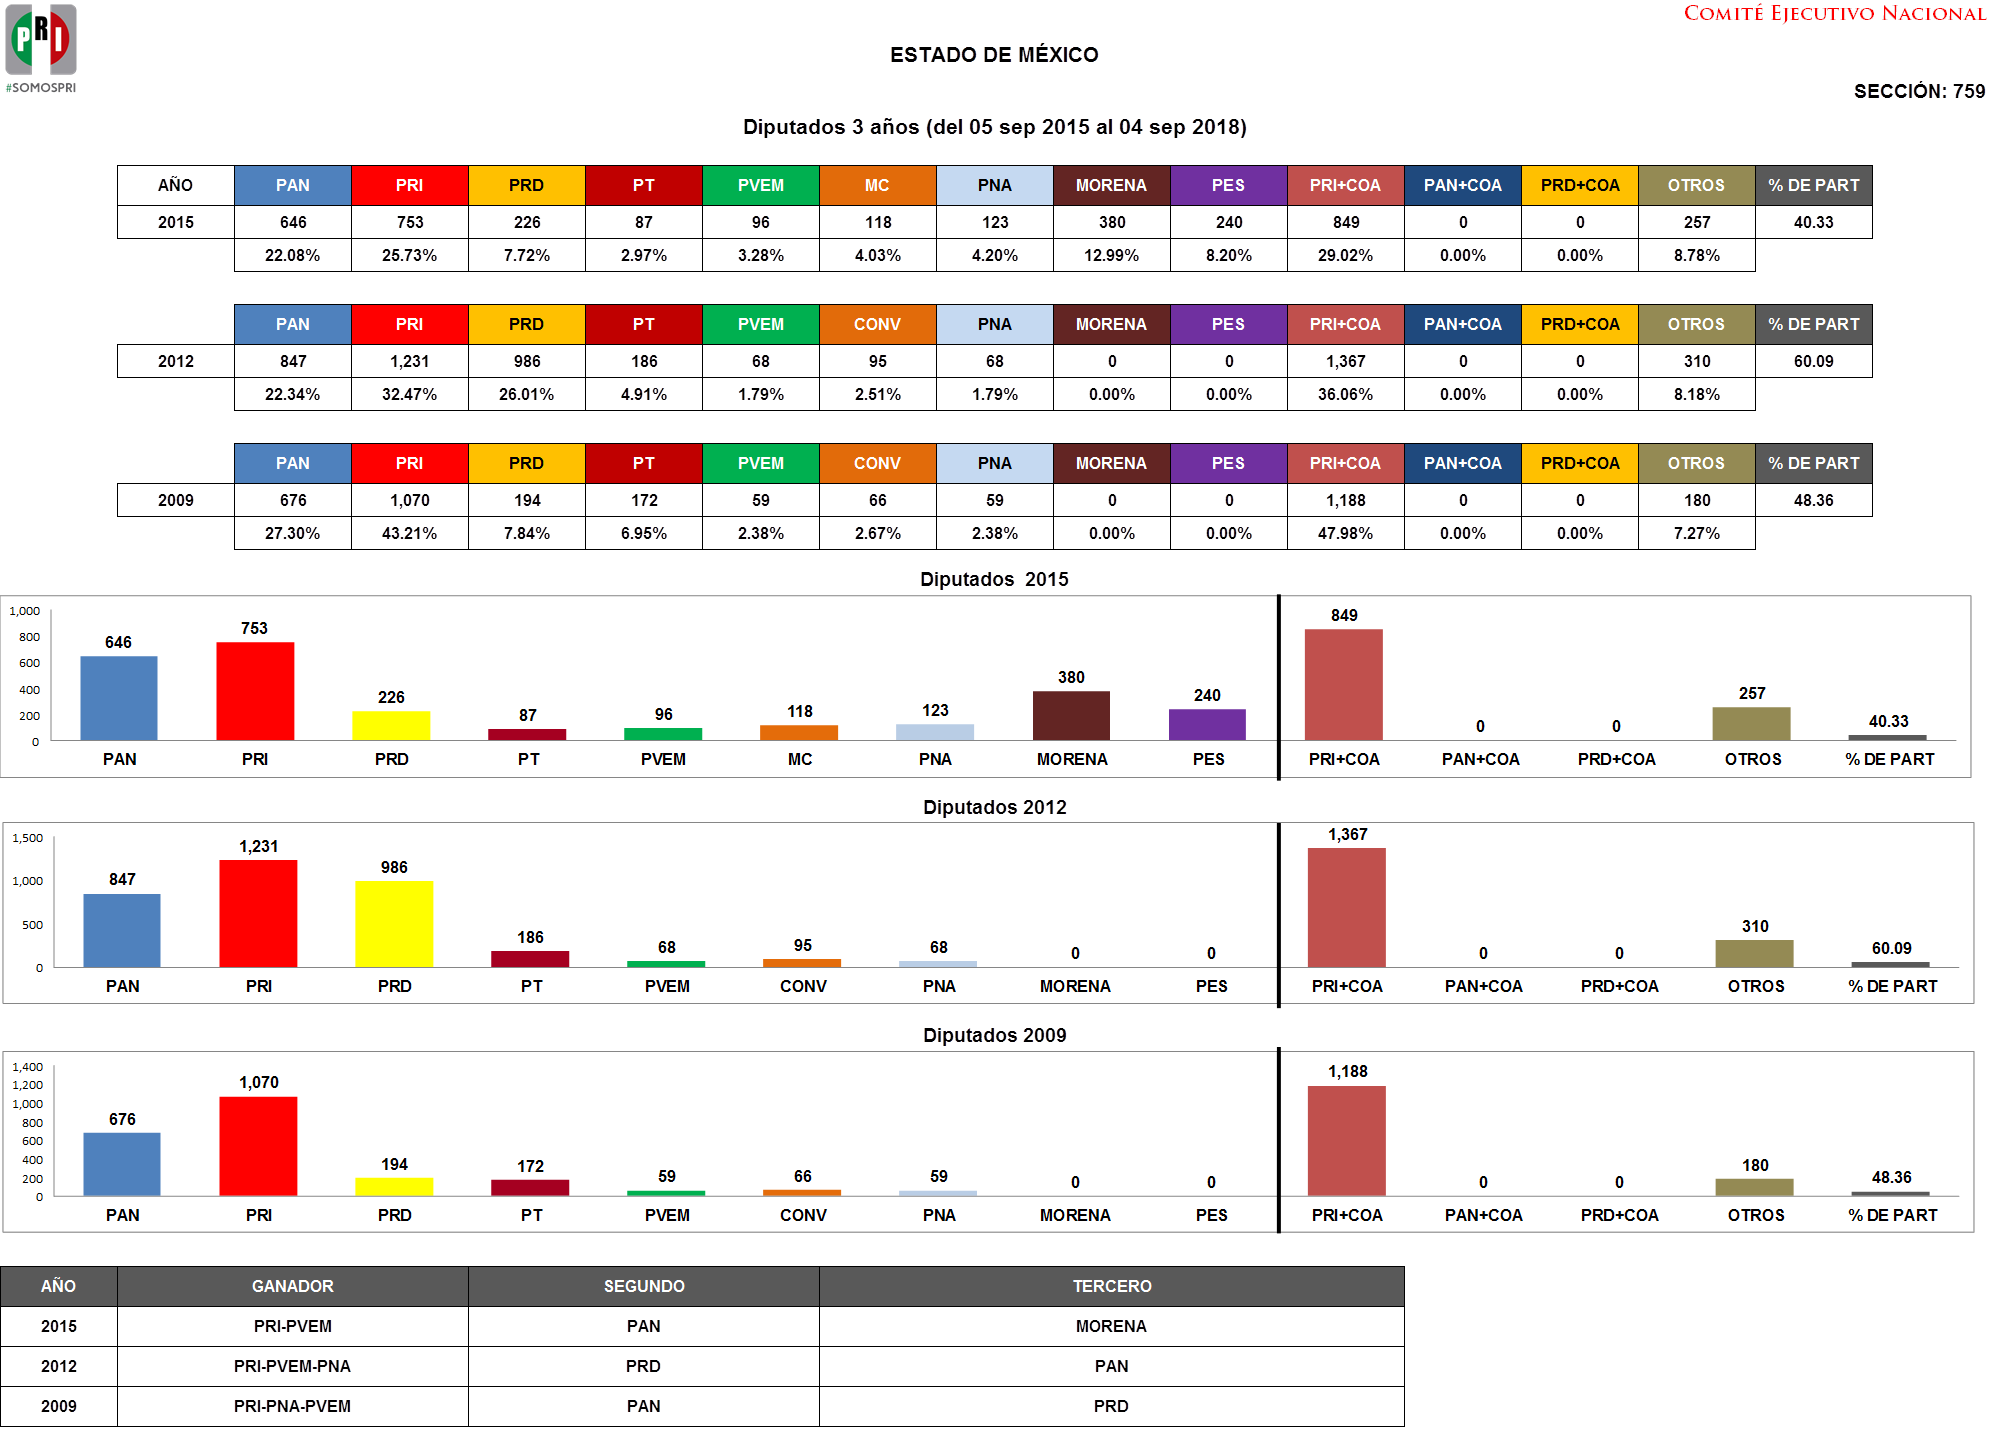 PRI
COMITÉ EJECUTIVO NACIONAL
#SOMOSPRI
ESTADO DE MÉXICO
SECCIÓN: 759
Diputados 3 años (del 05 sep 2015 al 04 sep 2018)
AÑO PAN PRI PRD PT PVEM MC PNA MORENA PES PRI+COA PAN+COA PRD+COA OTROS % DE PART
2015 646 753 226 87 96 118 123 380 240 849 0 0 257 40.33
22.08% 25.73% 7.72% 2.97% 3.28% 4.03% 4.20% 12.99% 8.20% 29.02% 0.00% 0.00% 8.78%
PAN PRI PRD PT PVEM CONV PNA MORENA PES PRI+COA PAN+COA PRD+COA OTROS % DE PART
2012 847 1,231 986 186 68 95 68 0 0 1,367 0 0 310 60.09
22.34% 32.47% 26.01% 4.91% 1.79% 2.51% 1.79% 0.00% 0.00% 36.06% 0.00% 0.00% 8.18%
PAN PRI PRD PT PVEM CONV PNA MORENA PES PRI+COA PAN+COA PRD+COA OTROS % DE PART
2009 676 1,070 194 172 59 66 59 0 0 1,188 0 0 180 48.36
27.30% 43.21% 7.84% 6.95% 2.38% 2.67% 2.38% 0.00% 0.00% 47.98% 0.00% 0.00% 7.27%
Diputados 2015
1,000
800
600
400
200
0
646 753 226 87 96 118 123 380 240 849 0 0 257 40.33
PAN PRI PRD PT PVEM MC PNA MORENA PES PRI+COA PAN+COA PRD+COA OTROS % DE PART
Diputados 2012
1,500
1,000
500
0
847 1,231 986 186 68 95 68 0 0 1,367 0 0 310 60.09
PAN PRI PRD PT PVEM CONV PNA MORENA PES PRI+COA PAN+COA PRD+COA OTROS % DE PART
Diputados 2009
1,400
1,200
1,000
800
600
400
200
0
676 1,070 194 172 59 66 59 0 0 1,188 0 0 180 48.36
PAN PRI PRD PT PVEM CONV PNA MORENA PES PRI+COA PAN+COA PRD+COA OTROS % DE PART
AÑO GANADOR SEGUNDO TERCERO
2015 PRI-PVEM PAN MORENA
2012 PRI-PVEM-PNA PRD PAN
2009 PRI-PNA-PVEM PAN PRD